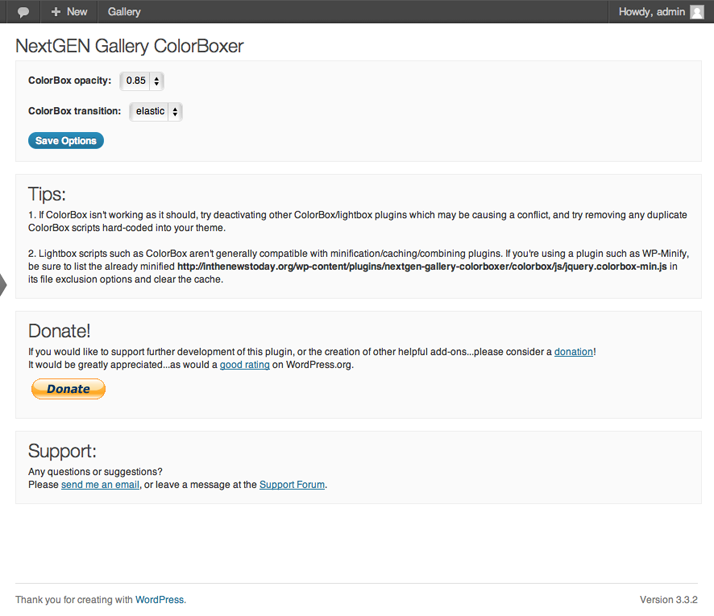 New Gallery Howdy, admin
NextGEN Gallery ColorBoxer
ColorBox opacity: 0.85
ColorBox transition: elastic
Save Options
Tips:
1. If ColorBox isn't working as it should, try deactivating other ColorBox/lightbox plugins which may be causing a conflict, and try removing any duplicate
ColorBox scripts hard-coded into your theme.
2. Lightbox scripts such as ColorBox aren't generally compatible with minification/caching/combining plugins. If you're using a plugin such as WP-Minify,
be sure to list the already minified http://inthenewstoday.org/wp-content/plugins/nextgen-gallery-colorboxer/colorbox/js/jquery.colorbox-min.js in
its file exclusion options and clear the cache.
Donate!
If you would like to support further development of this plugin, or the creation of other helpful add-ons...please consider a donation!
It would be greatly appreciated...as would a good rating on WordPress.org.
Donate
Support:
Any questions or suggestions?
Please send me an email, or leave a message at the Support Forum.
Thank you for creating with WordPress. Version 3.3.2